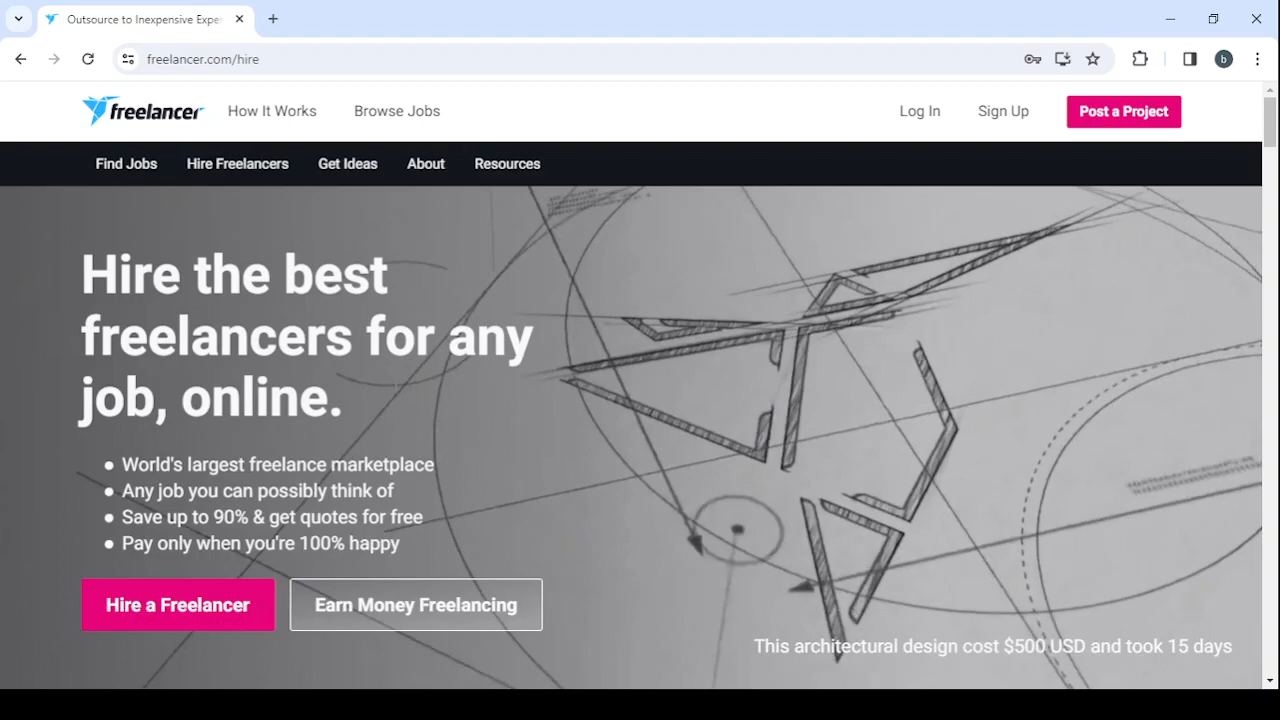 Outsource to Inexpensive Expe
freelancer.com/hire
b
freelancer How It Works Browse Jobs Log In Sign Up Post a Project
Find Jobs Hire Freelancers Get Ideas About Resources
Hire the best
freelancers for any
job, online.
World's largest freelance marketplace
Any job you can possibly think of
Save up to 90% & get quotes for free
Pay only when you're 100% happy
Hire a Freelancer Earn Money Freelancing
This architectural design cost $500 USD and took 15 days